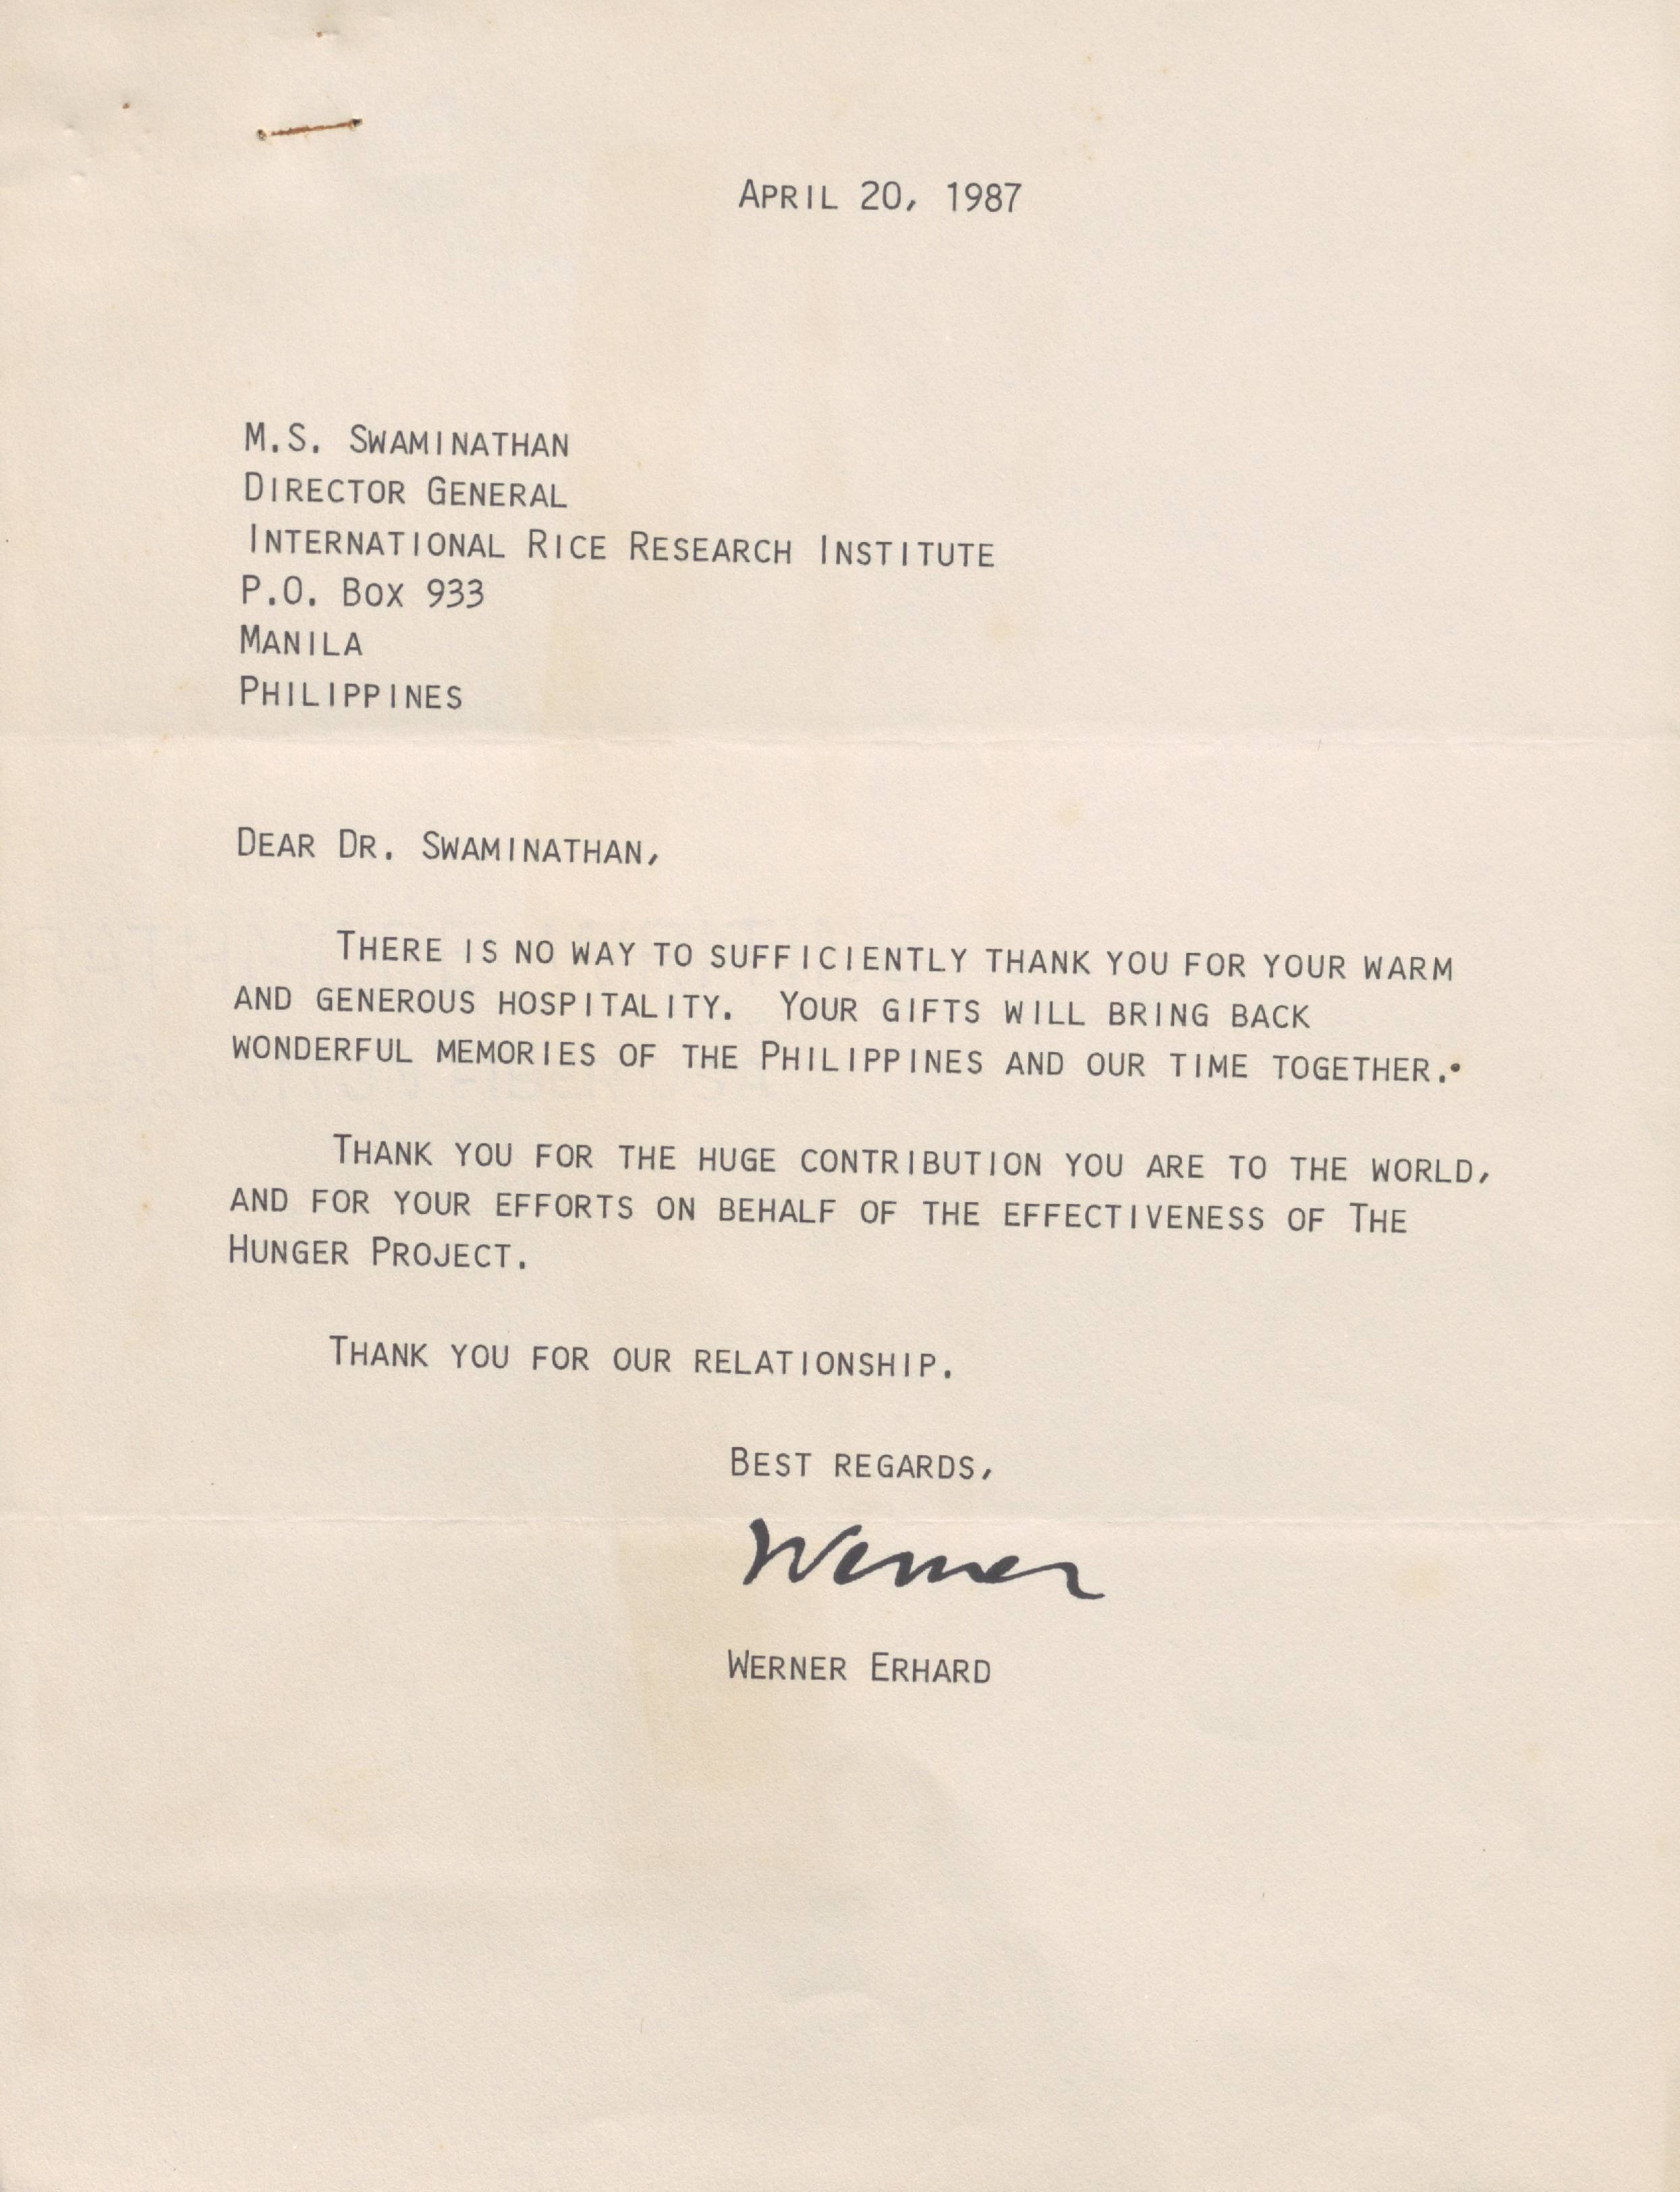 April 20, 1987
M.S. Swaminathan
Director General
International Rice Research Institute
P.O. Box 933
Manila
Philippines
Dear Dr. Swaminathan,
There is no way to sufficiently thank you for your warm
and generous hospitality. Your gifts will bring back
wonderful memories of the Philippines and our time together.
Thank you for the huge contribution you are to the world,
and for your efforts on behalf of the effectiveness of The
Hunger Project.
Thank you for our relationship.
Best regards,
Werner
Werner Erhard